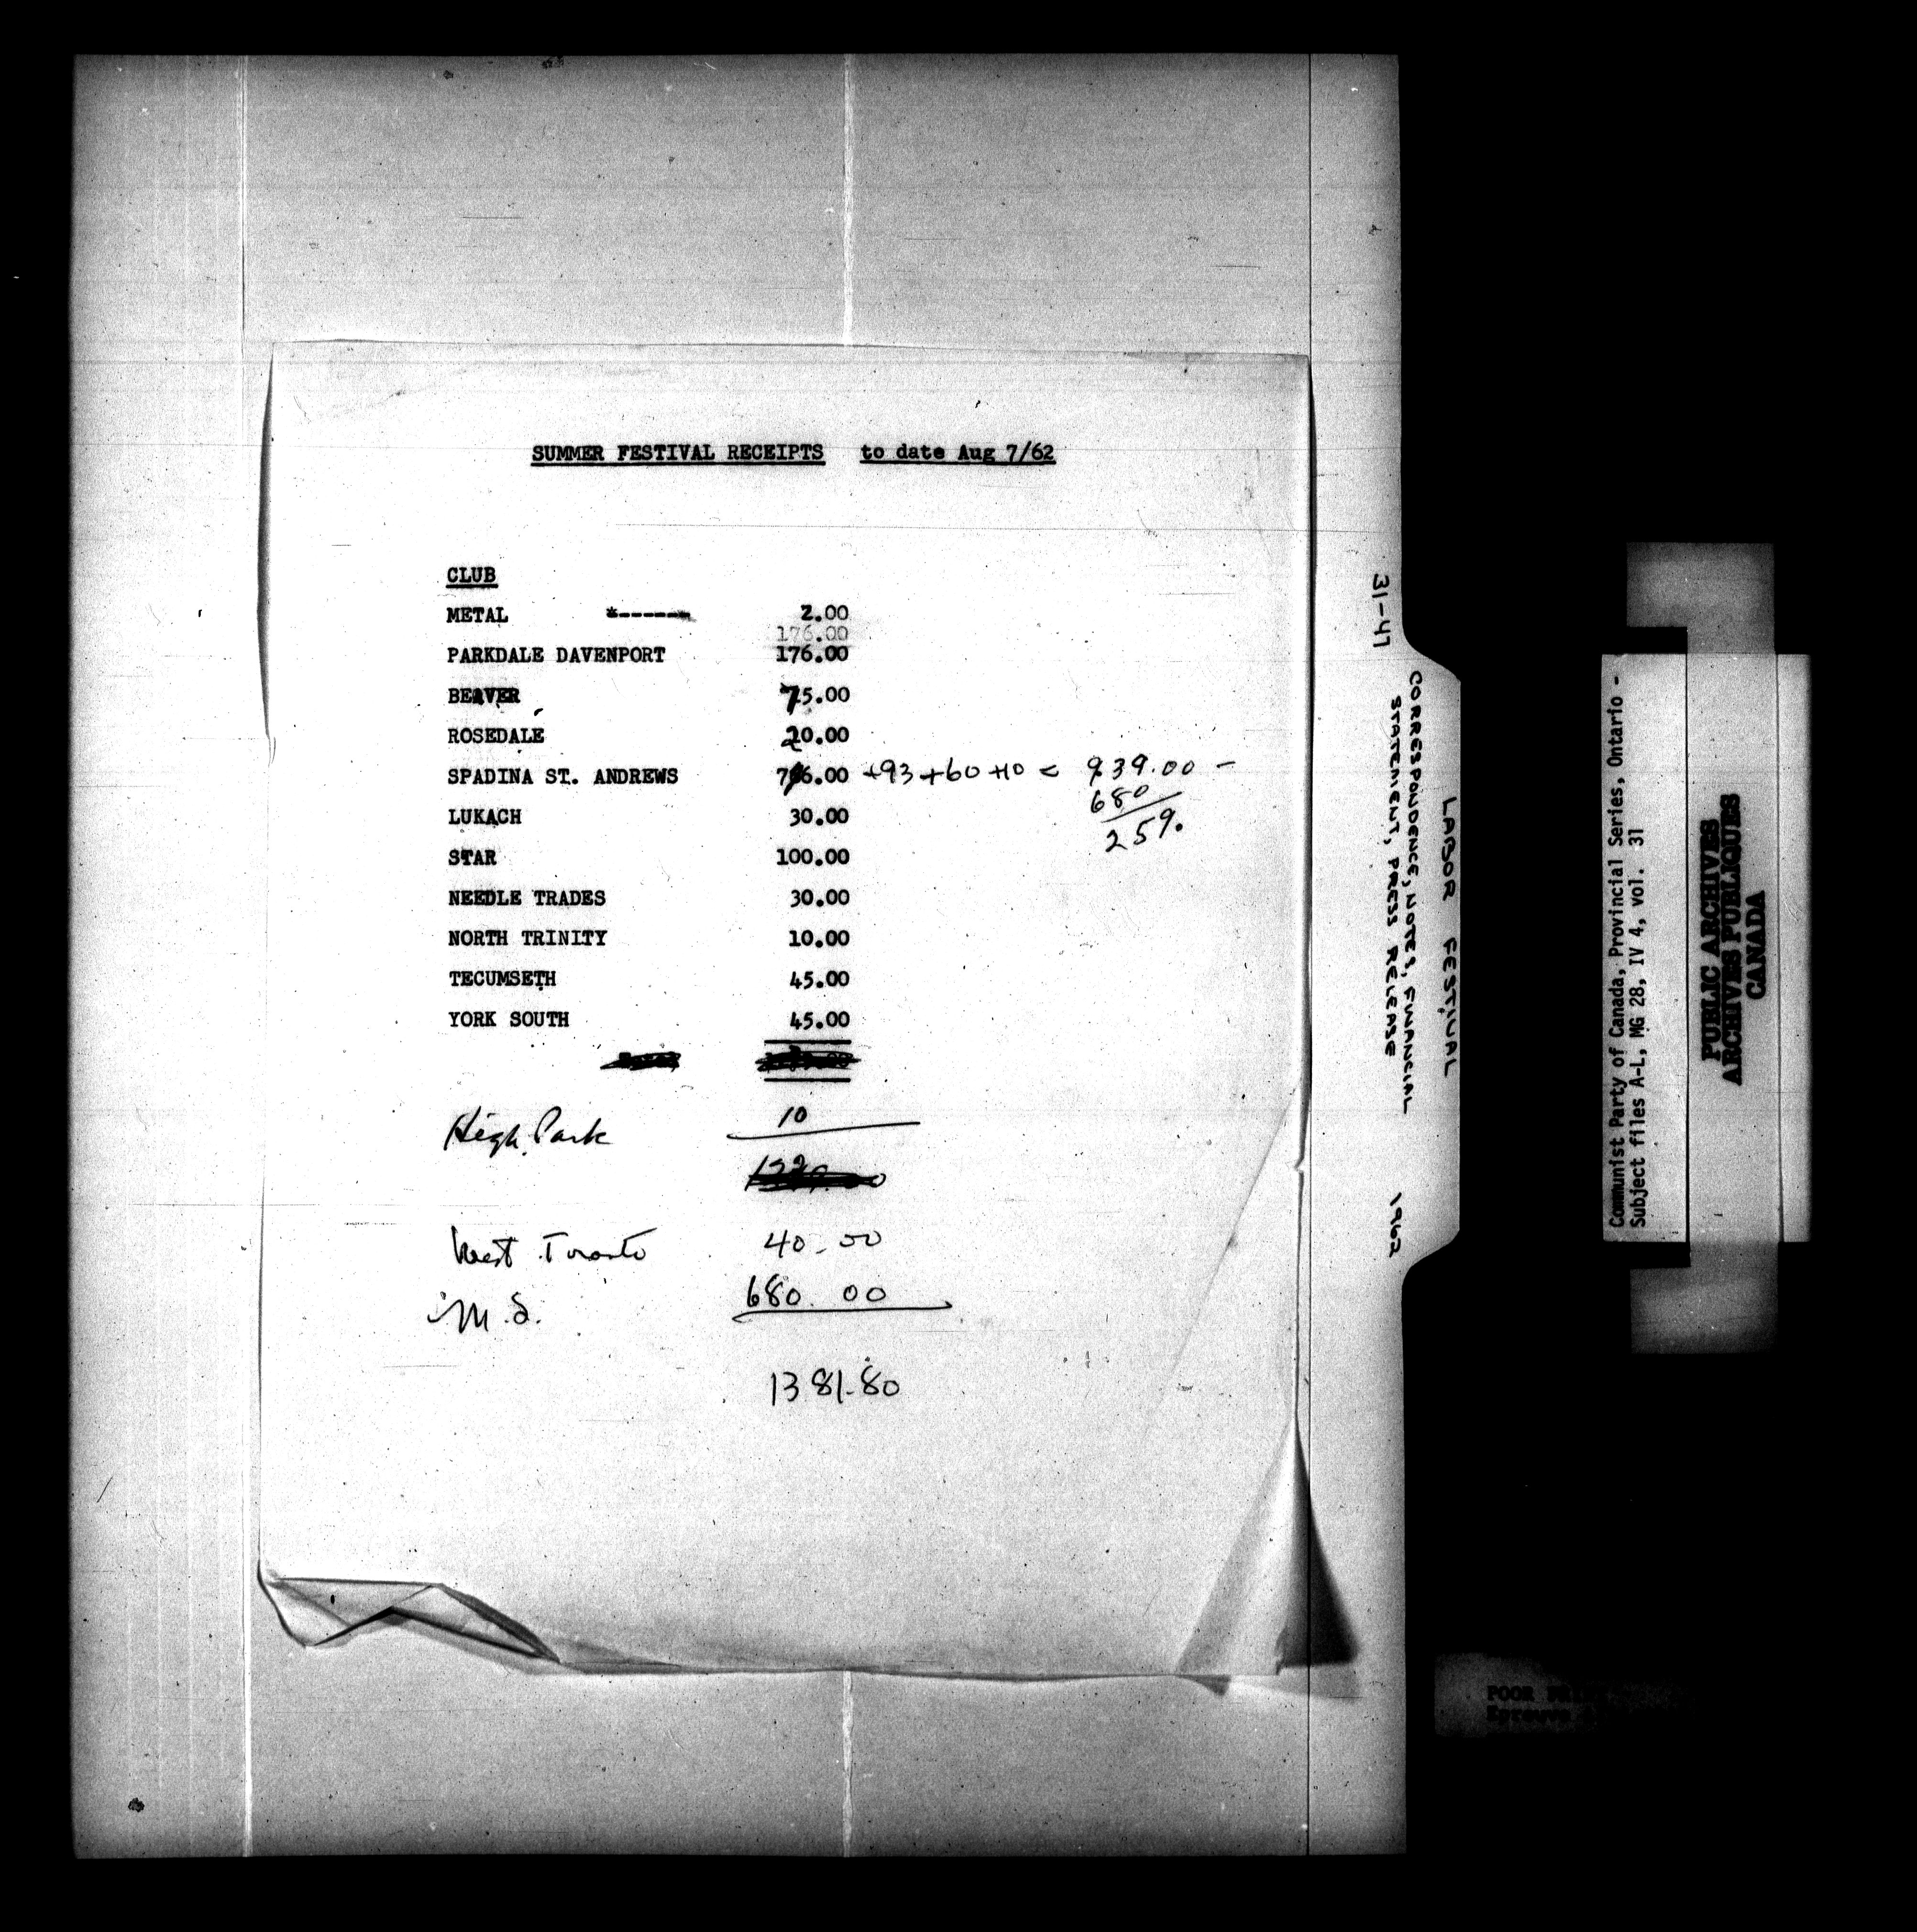 SUMMER FESTIVAL RECEIPTS to date Aug 7/62
CLUB
METAL *------ 2.00
176.00
PARKDALE DAVENPORT 176.00
BEAVER 75.00
ROSEDALE 20.00
SPADINA ST. ANDREWS 776.00 +93+60+10 = 939.00 -
680
259.
LUKACH 30.00
STAR 100.00
NEEDLE TRADES 30.00
NORTH TRINITY 10.00
TECUMSETH 45.00
YORK SOUTH 45.00
High Park 10
West Toronto 40.00
M.S. 680.00
1381.80
31-47
LABOR FESTIVAL
CORRESPONDENCE, NOTES, FINANCIAL
STATEMENT, PRESS RELEASE 1962
Communist Party of Canada, Provincial Series, Ontario -
Subject files A-L, MG 28, IV 4, vol. 31
PUBLIC ARCHIVES
ARCHIVES PUBLIQUES
CANADA
POOR